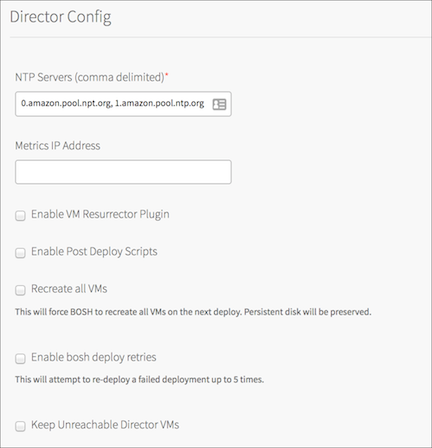 Director Config
NTP Servers (comma delimited)*
0.amazon.pool.npt.org, 1.amazon.pool.ntp.org
Metrics IP Address
Enable VM Resurrector Plugin
Enable Post Deploy Scripts
Recreate all VMs
This will force BOSH to recreate all VMs on the next deploy. Persistent disk will be preserved.
Enable bosh deploy retries
This will attempt to re-deploy a failed deployment up to 5 times.
Keep Unreachable Director VMs